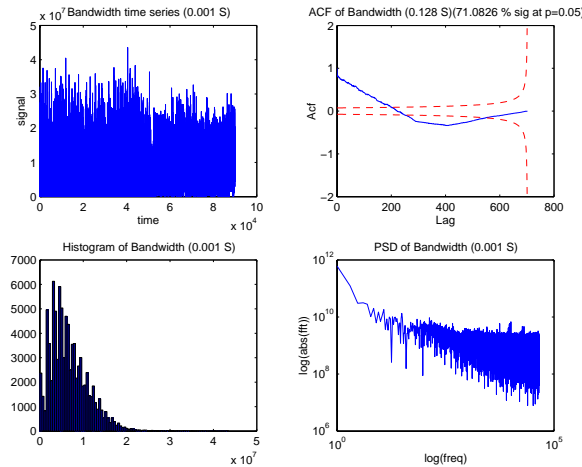 x 10^7 Bandwidth time series (0.001 S)
5
4
3
2
1
0
signal
0 2 4 6 8 10
time
x 10^4
ACF of Bandwidth (0.128 S)(71.0826 % sig at p=0.05)
2
1
0
-1
-2
Acf
0 200 400 600 800
Lag
Histogram of Bandwidth (0.001 S)
7000
6000
5000
4000
3000
2000
1000
0
0 1 2 3 4 5
x 10^7
PSD of Bandwidth (0.001 S)
10^12
10^10
10^8
10^6
log(abs(fft)
10^0 10^5
log(freq)